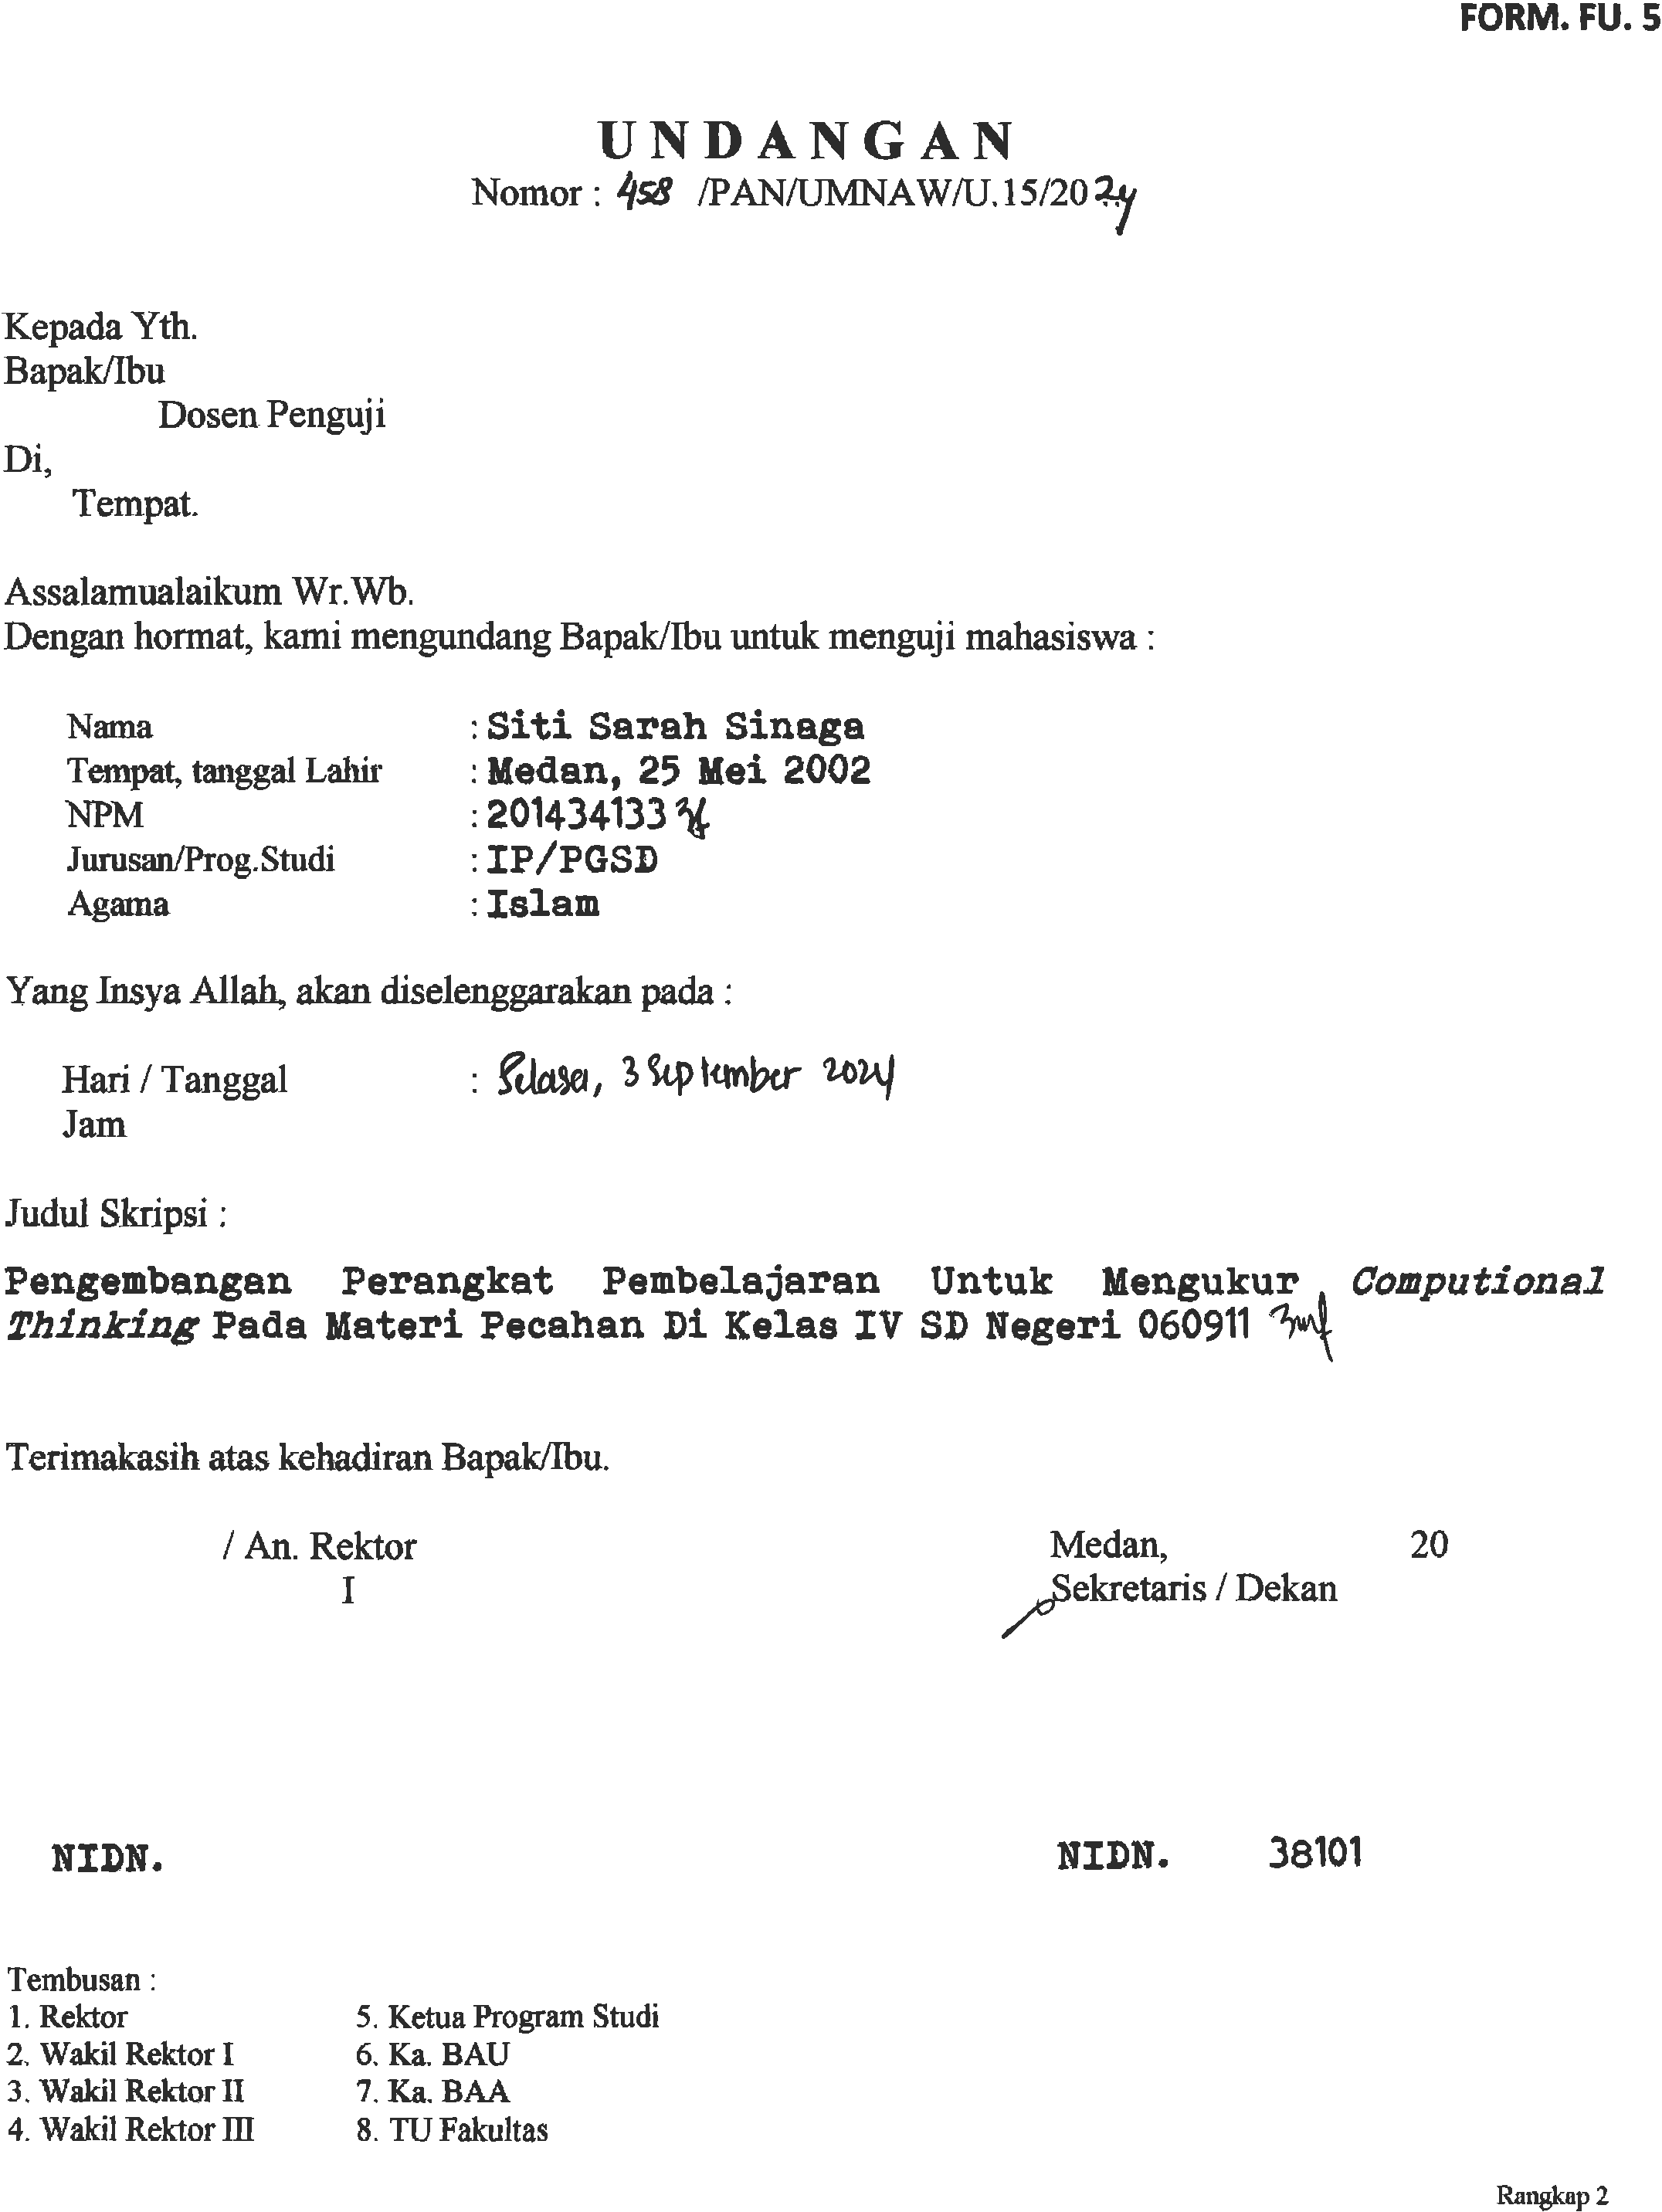 FORM. FU. 5
UNDANGAN
Nomor : 458 /PAN/UMNAW/U.15/2024
Kepada Yth.
Bapak/Ibu
Dosen Penguji
Di,
Tempat.
Assalamualaikum Wr.Wb.
Dengan hormat, kami mengundang Bapak/Ibu untuk menguji mahasiswa :
Nama : Siti Sarah Sinaga
Tempat, tanggal Lahir : Medan, 25 Mei 2002
NPM : 201434133
Jurusan/Prog.Studi : IP/PGSD
Agama : Islam
Yang Insya Allah, akan diselenggarakan pada :
Hari / Tanggal : Selasa, 3 September 2024
Jam
Judul Skripsi :
Pengembangan Perangkat Pembelajaran Untuk Mengukur Computional
Thinking Pada Materi Pecahan Di Kelas IV SD Negeri 060911
Terimakasih atas kehadiran Bapak/Ibu.
/ An. Rektor Medan, 20
I Sekretaris / Dekan
NIDN. NIDN. 38101
Tembusan :
1. Rektor 5. Ketua Program Studi
2. Wakil Rektor I 6. Ka. BAU
3. Wakil Rektor II 7. Ka. BAA
4. Wakil Rektor III 8. TU Fakultas
Rangkap 2